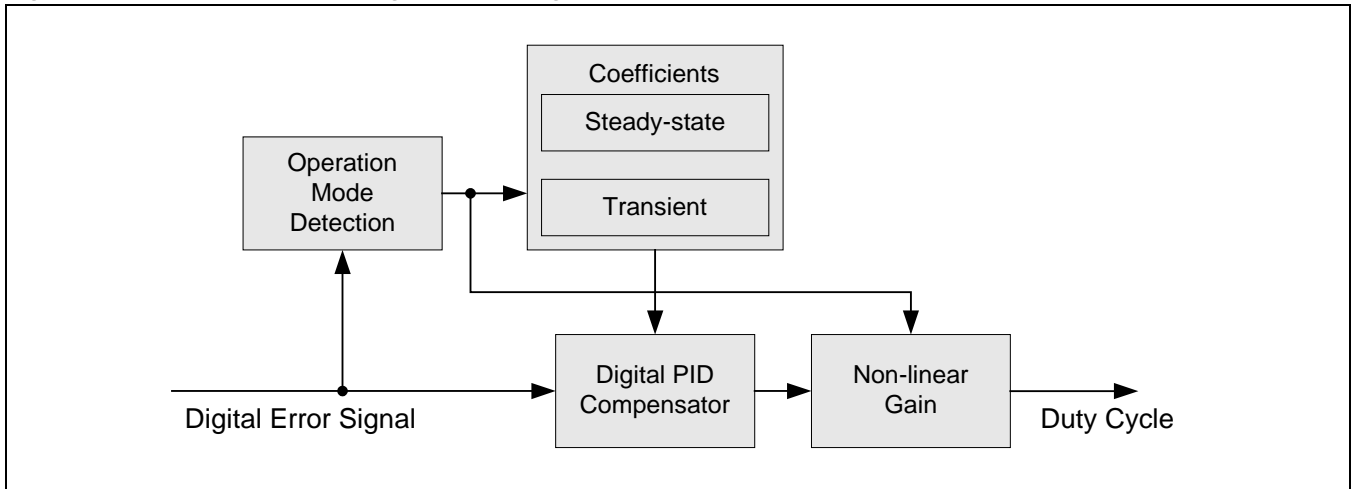 Coefficients
Steady-state
Transient
Operation
Mode
Detection
Digital Error Signal
Digital PID
Compensator
Non-linear
Gain
Duty Cycle